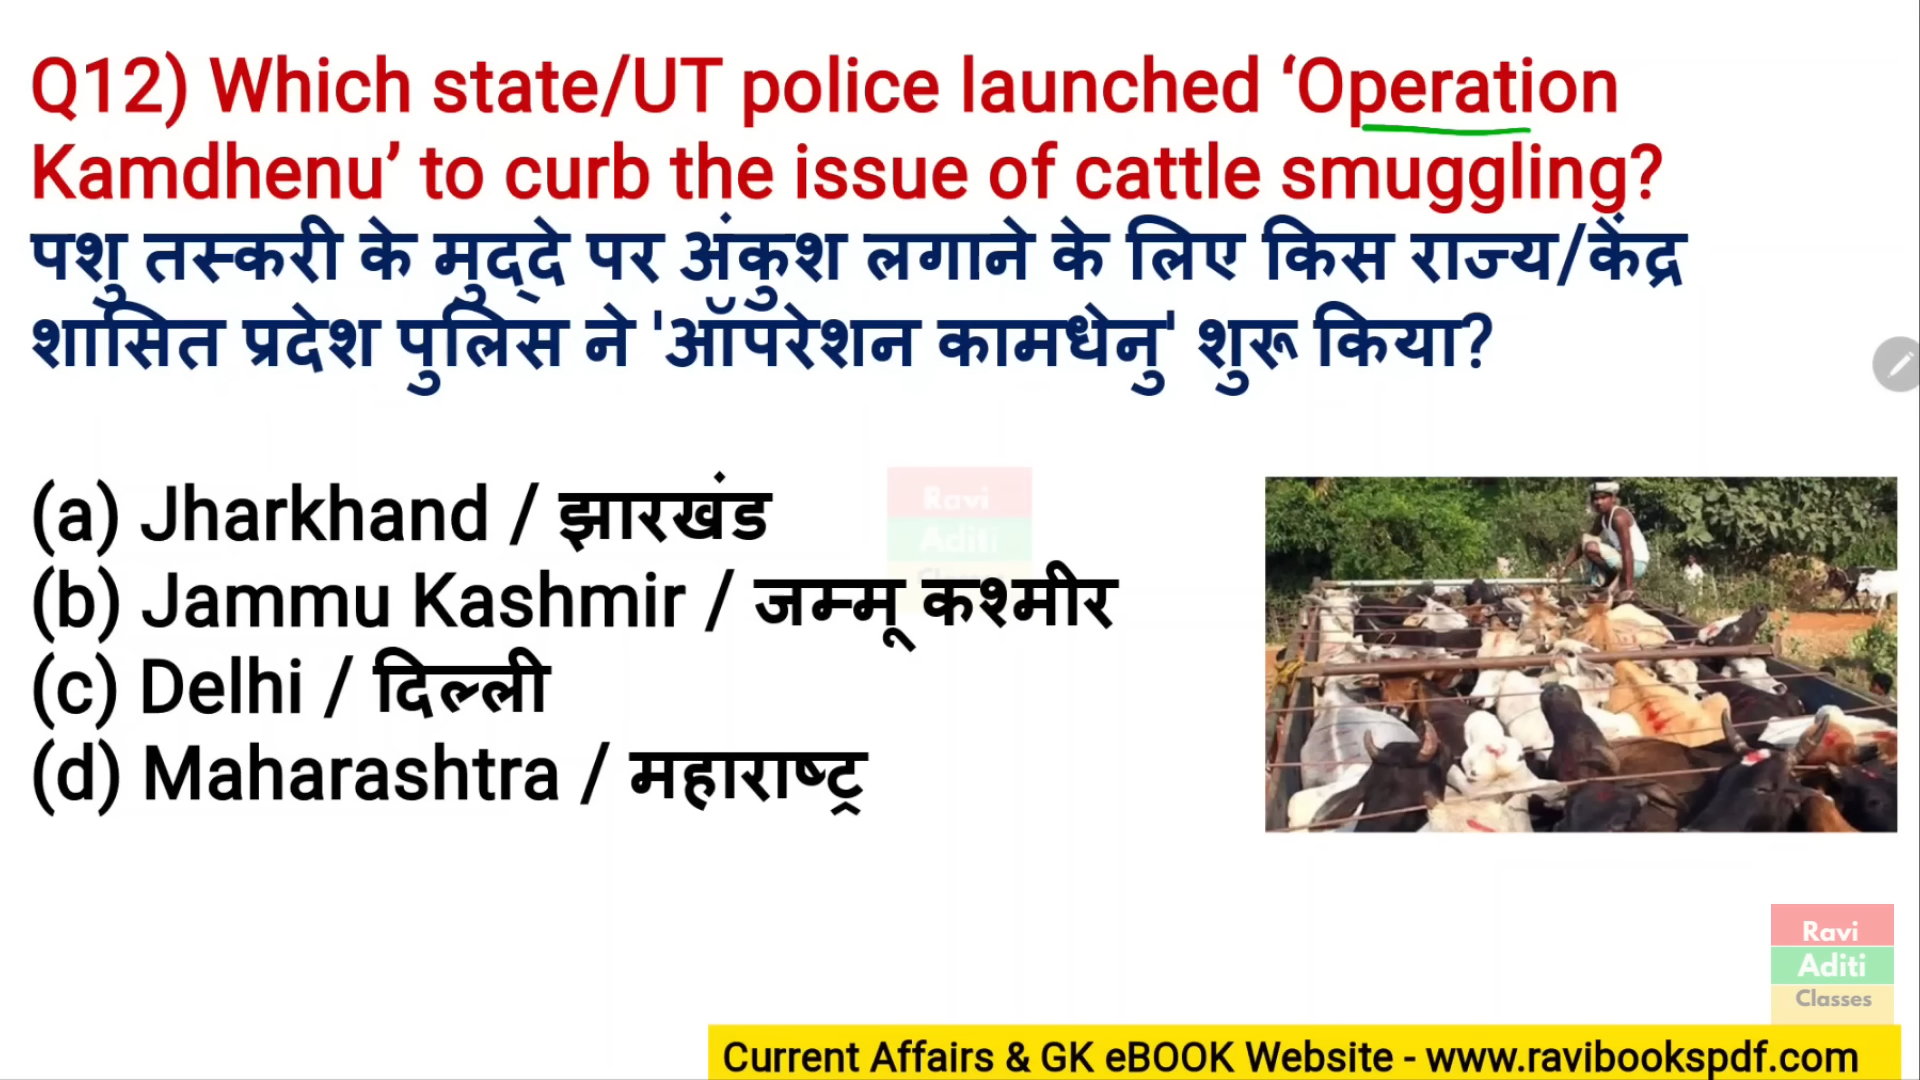 Q12) Which state/UT police launched ‘Operation
Kamdhenu’ to curb the issue of cattle smuggling?
पशु तस्करी के मुद्दे पर अंकुश लगाने के लिए किस राज्य/केंद्र
शासित प्रदेश पुलिस ने 'ऑपरेशन कामधेनु' शुरू किया?
(a) Jharkhand / झारखंड
(b) Jammu Kashmir / जम्मू कश्मीर
(c) Delhi / दिल्ली
(d) Maharashtra / महाराष्ट्र
Ravi
Aditi
Ravi
Aditi
Classes
Current Affairs & GK eBOOK Website - www.ravibookspdf.com